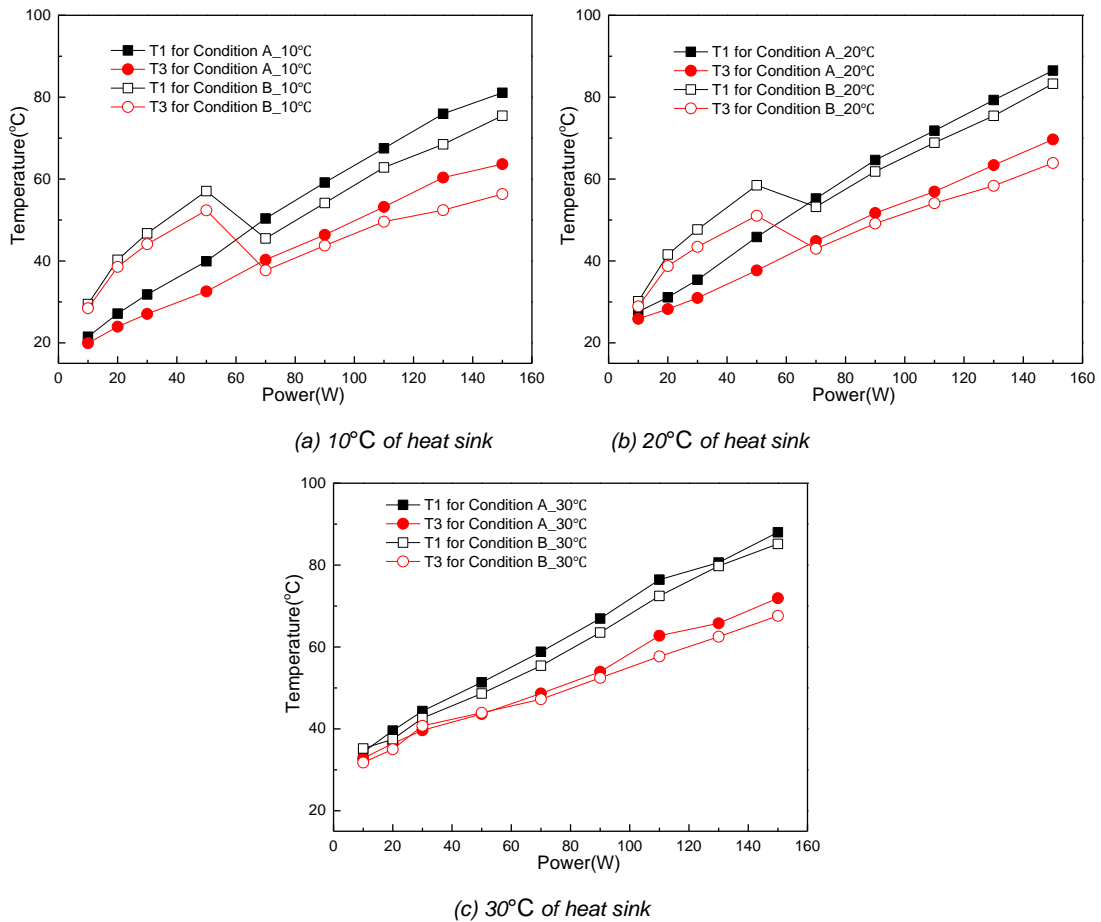 100
80
60
40
20
Temperature(°C)
T1 for Condition A_10℃
T3 for Condition A_10℃
T1 for Condition B_10℃
T3 for Condition B_10℃
0 20 40 60 80 100 120 140 160
Power(W)
(a) 10°C of heat sink
100
80
60
40
20
Temperature(°C)
T1 for Condition A_20℃
T3 for Condition A_20℃
T1 for Condition B_20℃
T3 for Condition B_20℃
0 20 40 60 80 100 120 140 160
Power(W)
(b) 20°C of heat sink
100
80
60
40
20
Temperature(°C)
T1 for Condition A_30℃
T3 for Condition A_30℃
T1 for Condition B_30℃
T3 for Condition B_30℃
0 20 40 60 80 100 120 140 160
Power(W)
(c) 30°C of heat sink